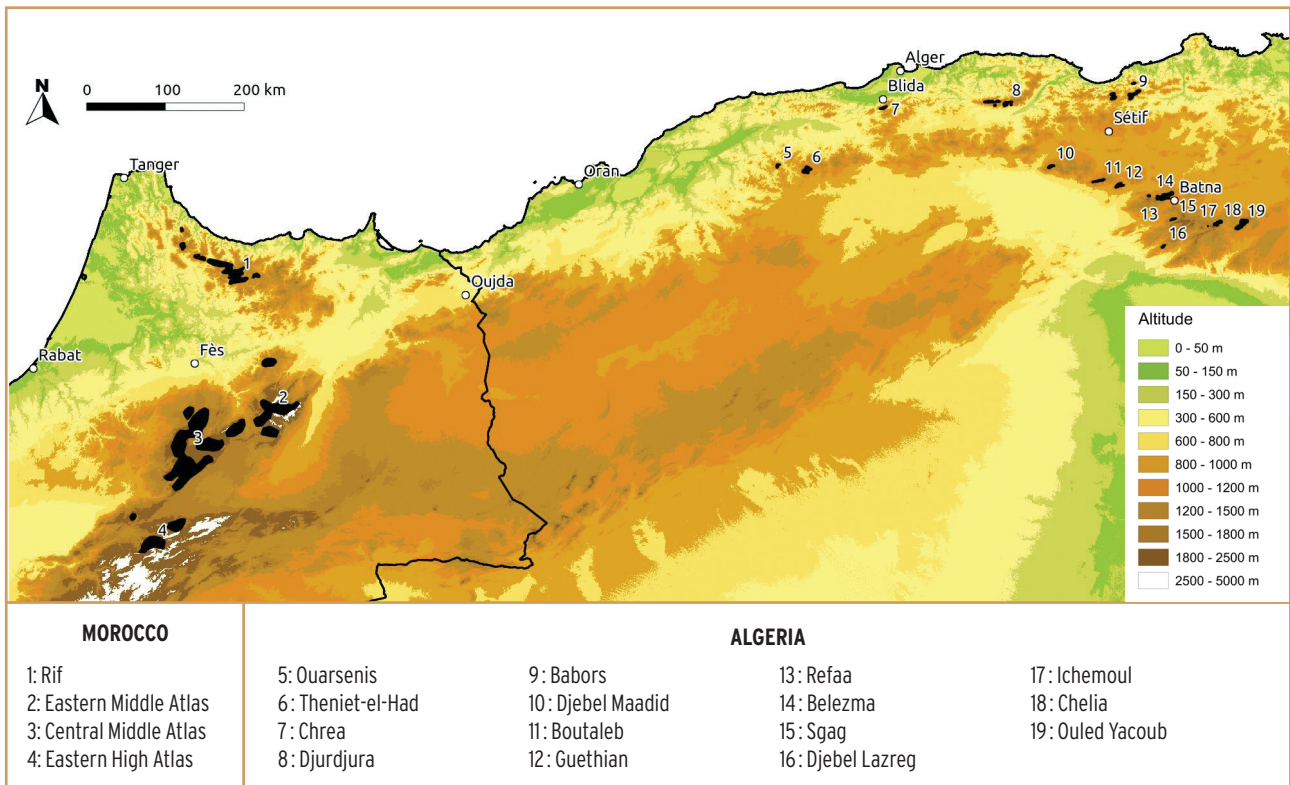 N
0 100 200 km
Alger
Blida
7
8
9
Sétif
5
6
10
11
12
14
Batna
13
15
17
18
19
16
Tanger
Oran
1
Oujda
Rabat
Fès
2
3
4
Altitude
0 - 50 m
50 - 150 m
150 - 300 m
300 - 600 m
600 - 800 m
800 - 1000 m
1000 - 1200 m
1200 - 1500 m
1500 - 1800 m
1800 - 2500 m
2500 - 5000 m
MOROCCO
1: Rif
2: Eastern Middle Atlas
3: Central Middle Atlas
4: Eastern High Atlas
ALGERIA
5: Ouarsenis
6: Theniet-el-Had
7: Chrea
8: Djurdjura
9: Babors
10: Djebel Maadid
11: Boutaleb
12: Guethian
13: Refaa
14: Belezma
15: Sgag
16: Djebel Lazreg
17: Ichemoul
18: Chelia
19: Ouled Yacoub